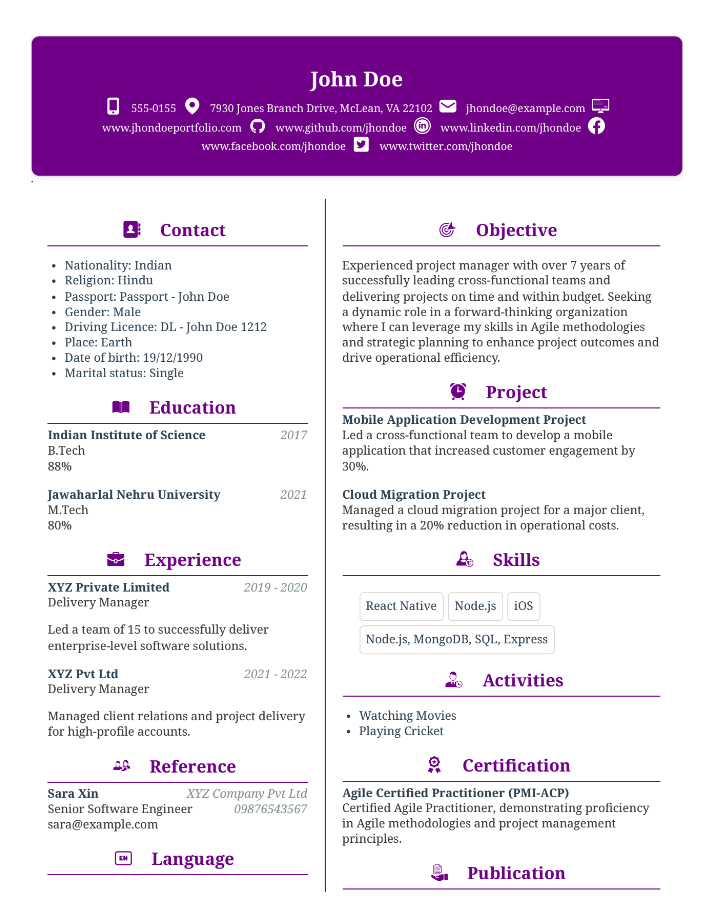 John Doe
555-0155 7930 Jones Branch Drive, McLean, VA 22102 jhondoe@example.com
www.jhondoeportfolio.com www.github.com/jhondoe www.linkedin.com/jhondoe
www.facebook.com/jhondoe www.twitter.com/jhondoe
Contact
• Nationality: Indian
• Religion: Hindu
• Passport: Passport - John Doe
• Gender: Male
• Driving Licence: DL - John Doe 1212
• Place: Earth
• Date of birth: 19/12/1990
• Marital status: Single
Education
Indian Institute of Science 2017
B.Tech
88%
Jawaharlal Nehru University 2021
M.Tech
80%
Experience
XYZ Private Limited 2019 - 2020
Delivery Manager
Led a team of 15 to successfully deliver
enterprise-level software solutions.
XYZ Pvt Ltd 2021 - 2022
Delivery Manager
Managed client relations and project delivery
for high-profile accounts.
Reference
Sara Xin XYZ Company Pvt Ltd
Senior Software Engineer 09876543567
sara@example.com
EN Language
Objective
Experienced project manager with over 7 years of
successfully leading cross-functional teams and
delivering projects on time and within budget. Seeking
a dynamic role in a forward-thinking organization
where I can leverage my skills in Agile methodologies
and strategic planning to enhance project outcomes and
drive operational efficiency.
Project
Mobile Application Development Project
Led a cross-functional team to develop a mobile
application that increased customer engagement by
30%.
Cloud Migration Project
Managed a cloud migration project for a major client,
resulting in a 20% reduction in operational costs.
Skills
React Native Node.js iOS
Node.js, MongoDB, SQL, Express
Activities
• Watching Movies
• Playing Cricket
Certification
Agile Certified Practitioner (PMI-ACP)
Certified Agile Practitioner, demonstrating proficiency
in Agile methodologies and project management
principles.
Publication